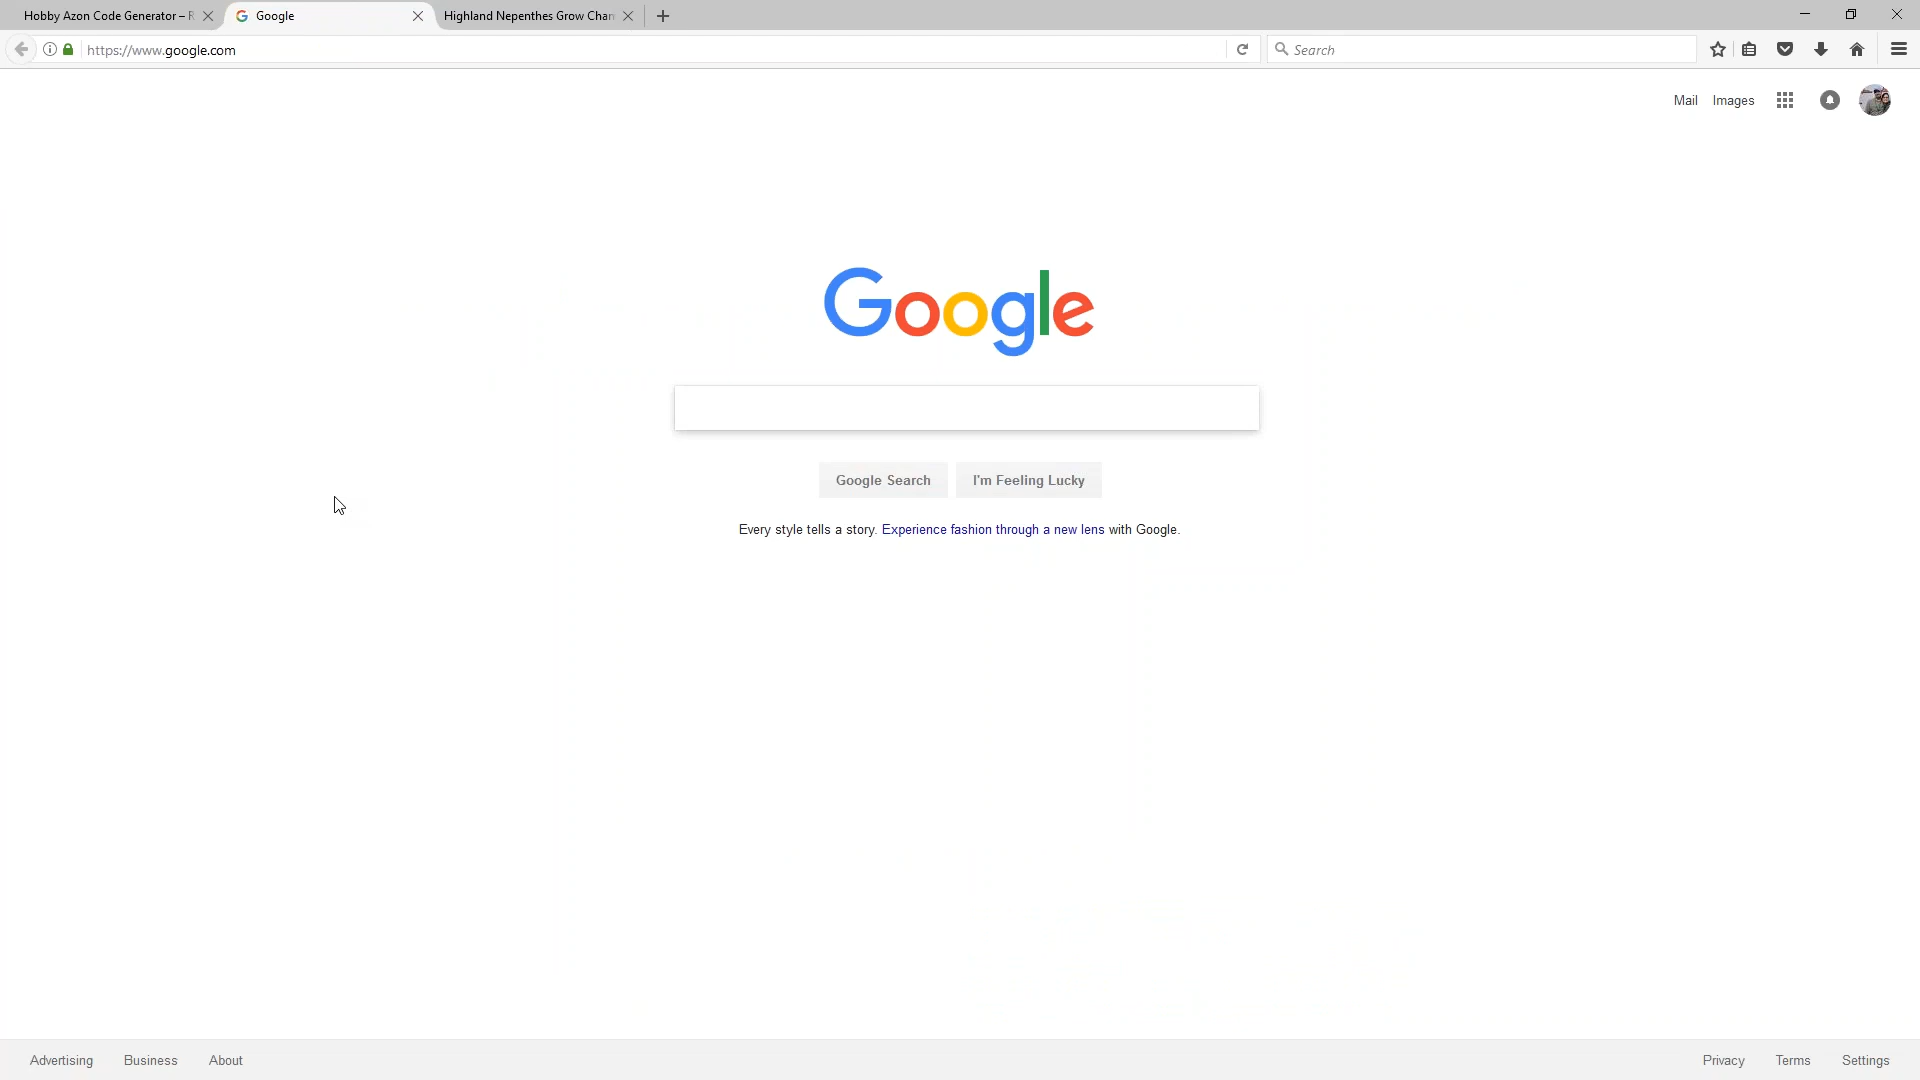 Hobby Azon Code Generator – R
Google
Highland Nepenthes Grow Cham
https://www.google.com
Search
Mail Images
Google
Google Search I'm Feeling Lucky
Every style tells a story. Experience fashion through a new lens with Google.
Advertising Business About Privacy Terms Settings